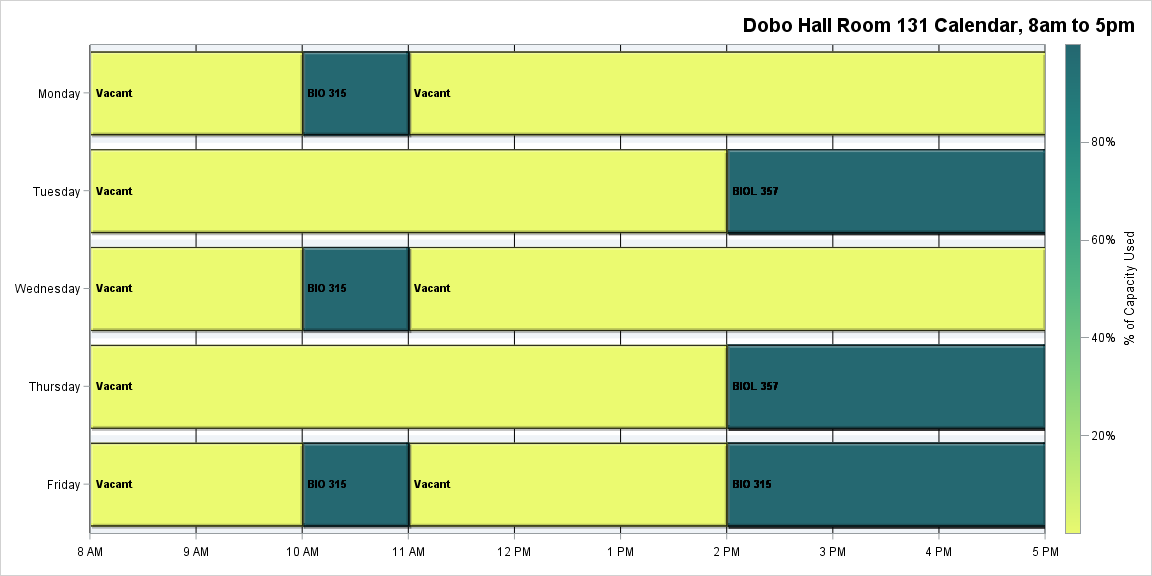 Dobo Hall Room 131 Calendar, 8am to 5pm
Monday
Vacant
BIO 315
Vacant
Tuesday
Vacant
BIOL 357
Wednesday
Vacant
BIO 315
Vacant
Thursday
Vacant
BIOL 357
Friday
Vacant
BIO 315
Vacant
BIO 315
8 AM
9 AM
10 AM
11 AM
12 PM
1 PM
2 PM
3 PM
4 PM
5 PM
80%
60%
40%
20%
% of Capacity Used